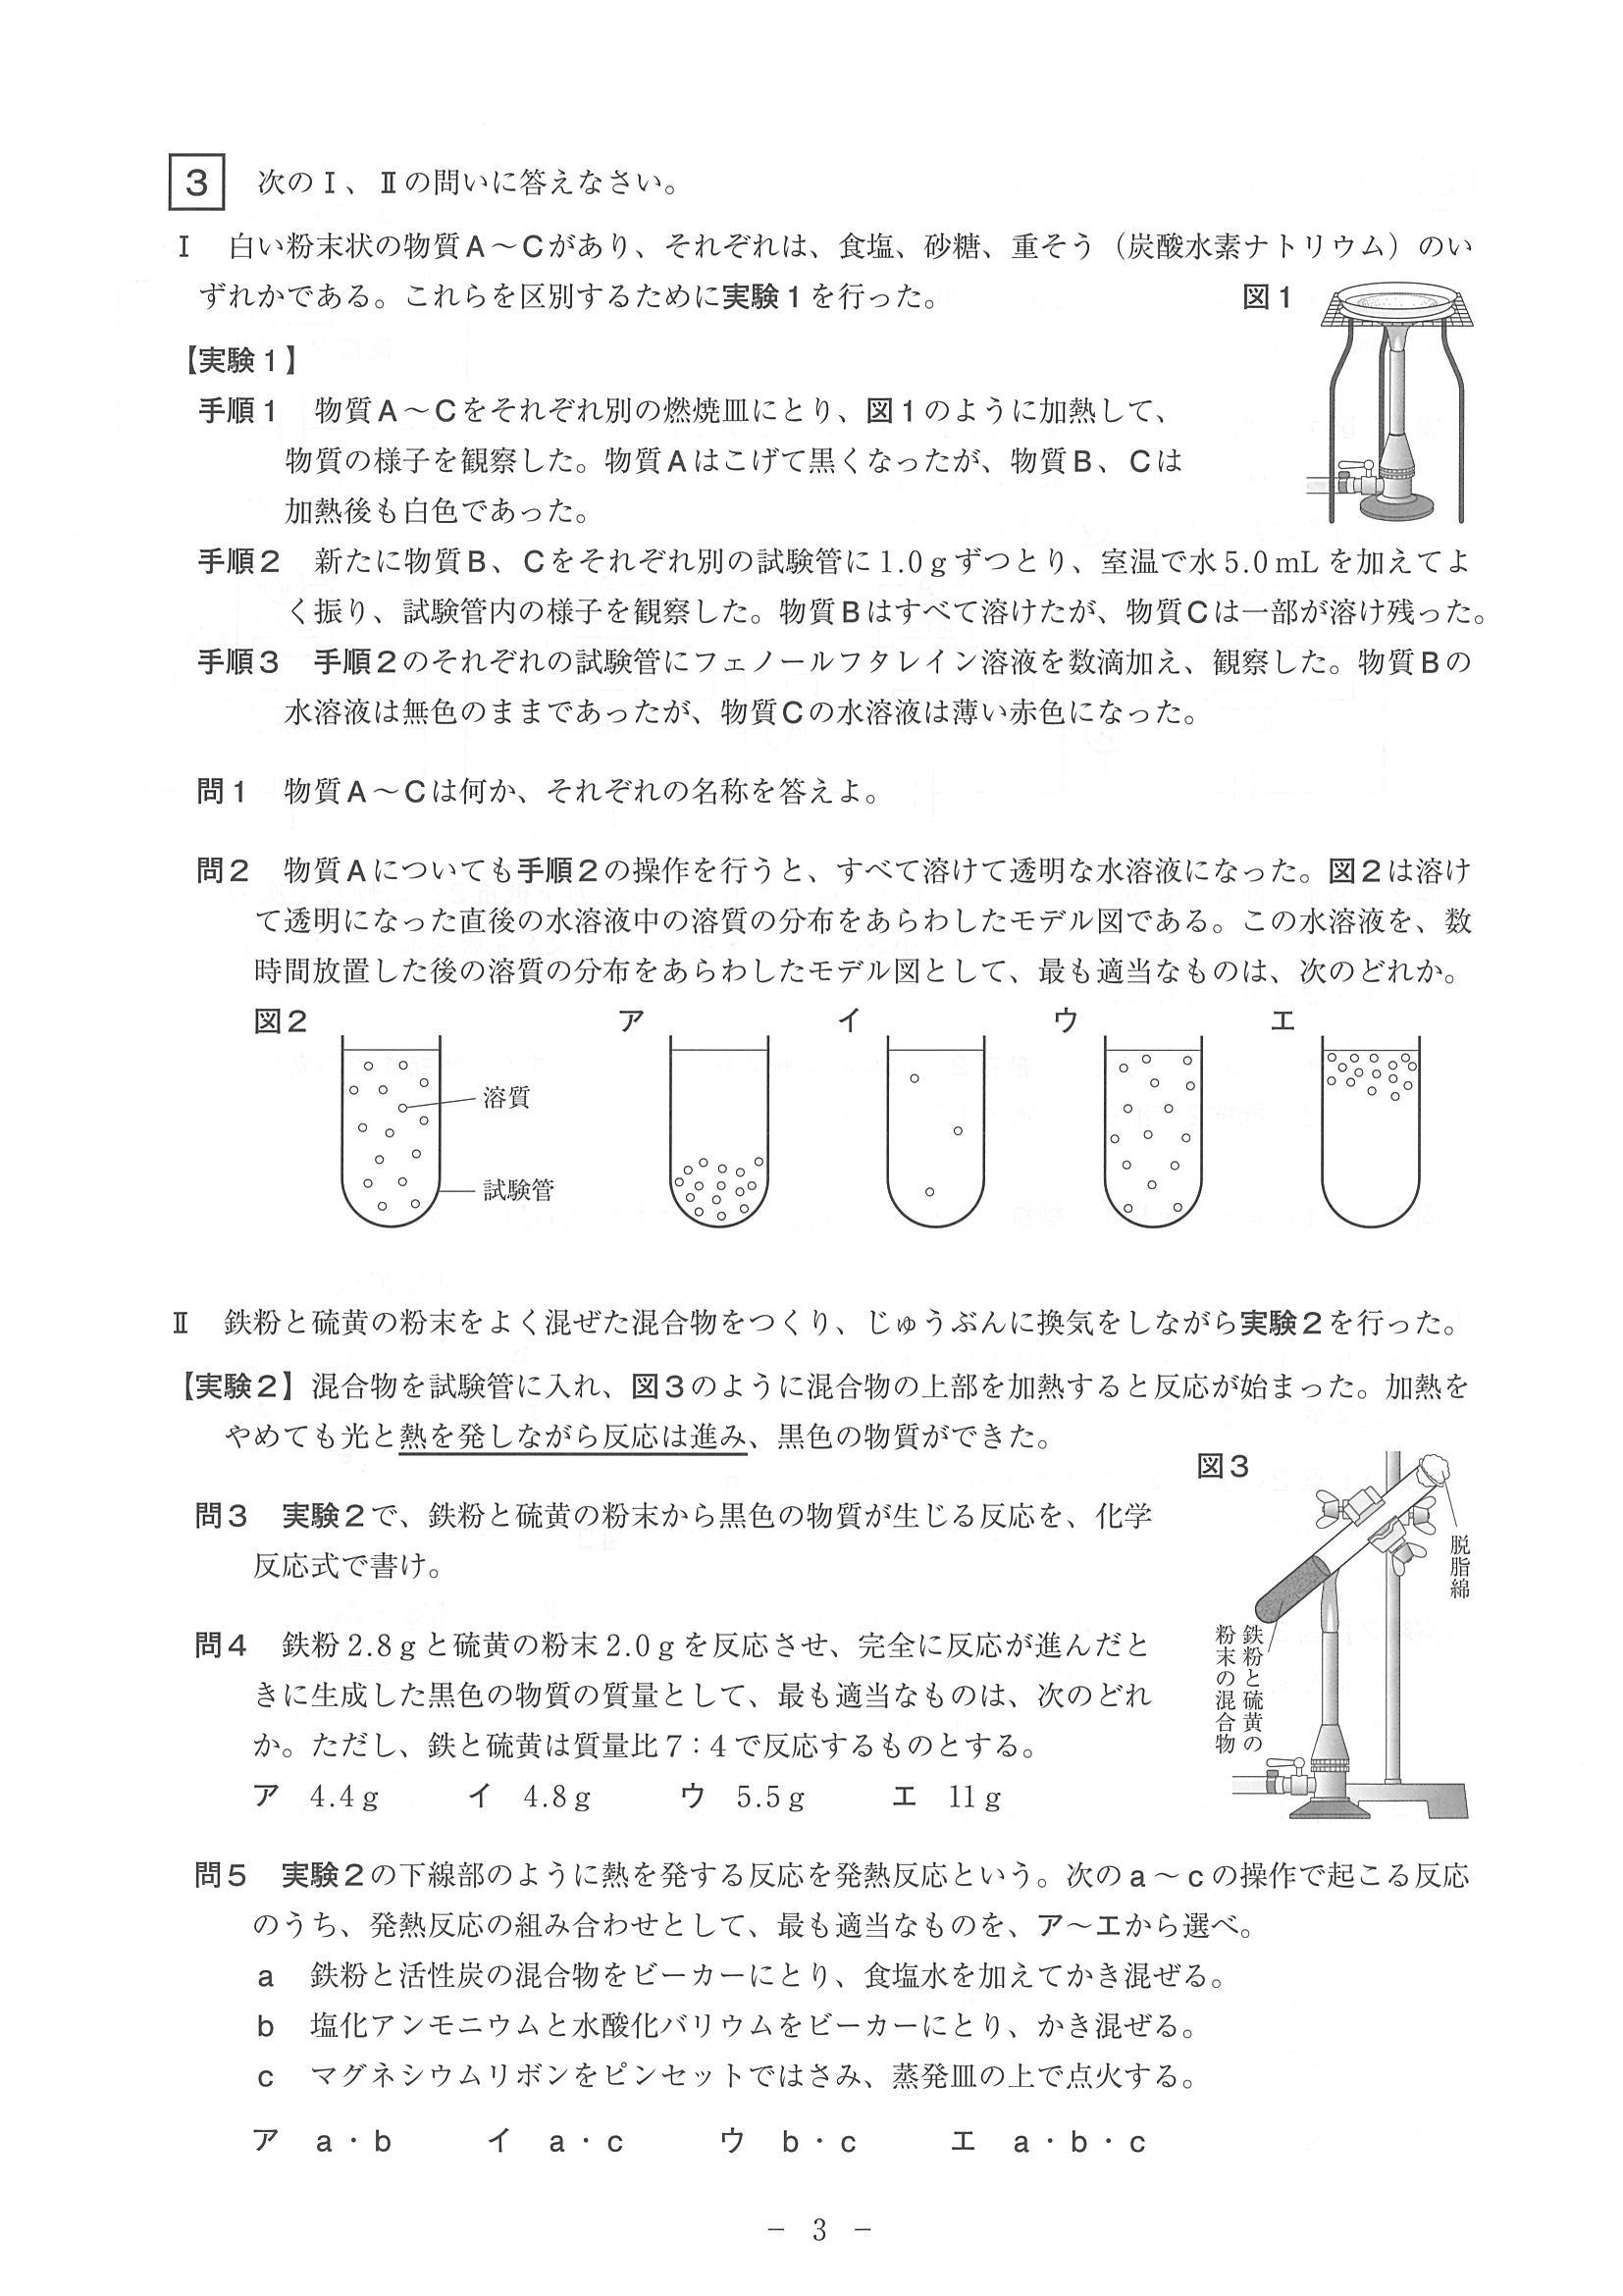 3　次のⅠ、Ⅱの問いに答えなさい。
Ⅰ　白い粉末状の物質A～Cがあり、それぞれは、食塩、砂糖、重そう（炭酸水素ナトリウム）のい
ずれかである。これらを区別するために実験1を行った。
図1
【実験1】
手順1　物質A～Cをそれぞれ別の燃焼皿にとり、図1のように加熱して、
物質の様子を観察した。物質Aはこげて黒くなったが、物質B、Cは
加熱後も白色であった。
手順2　新たに物質B、Cをそれぞれ別の試験管に1.0gずつとり、室温で水5.0mLを加えてよ
く振り、試験管内の様子を観察した。物質Bはすべて溶けたが、物質Cは一部が溶け残った。
手順3　手順2のそれぞれの試験管にフェノールフタレイン溶液を数滴加え、観察した。物質Bの
水溶液は無色のままであったが、物質Cの水溶液は薄い赤色になった。
問1　物質A～Cは何か、それぞれの名称を答えよ。
問2　物質Aについても手順2の操作を行うと、すべて溶けて透明な水溶液になった。図2は溶け
て透明になった直後の水溶液中の溶質の分布をあらわしたモデル図である。この水溶液を、数
時間放置した後の溶質の分布をあらわしたモデル図として、最も適当なものは、次のどれか。
図2　ア　イ　ウ　エ
溶質
試験管
Ⅱ　鉄粉と硫黄の粉末をよく混ぜた混合物をつくり、じゅうぶんに換気をしながら実験2を行った。
【実験2】混合物を試験管に入れ、図3のように混合物の上部を加熱すると反応が始まった。加熱を
やめても光と熱を発しながら反応は進み、黒色の物質ができた。
図3
脱脂綿
鉄粉と硫黄の
粉末の混合物
問3　実験2で、鉄粉と硫黄の粉末から黒色の物質が生じる反応を、化学
反応式で書け。
問4　鉄粉2.8gと硫黄の粉末2.0gを反応させ、完全に反応が進んだと
きに生成した黒色の物質の質量として、最も適当なものは、次のどれ
か。ただし、鉄と硫黄は質量比7：4で反応するものとする。
ア　4.4g　イ　4.8g　ウ　5.5g　エ　11g
問5　実験2の下線部のように熱を発する反応を発熱反応という。次のa～cの操作で起こる反応
のうち、発熱反応の組み合わせとして、最も適当なものを、ア～エから選べ。
a　鉄粉と活性炭の混合物をビーカーにとり、食塩水を加えてかき混ぜる。
b　塩化アンモニウムと水酸化バリウムをビーカーにとり、かき混ぜる。
c　マグネシウムリボンをピンセットではさみ、蒸発皿の上で点火する。
ア　a・b　イ　a・c　ウ　b・c　エ　a・b・c
－ 3 －